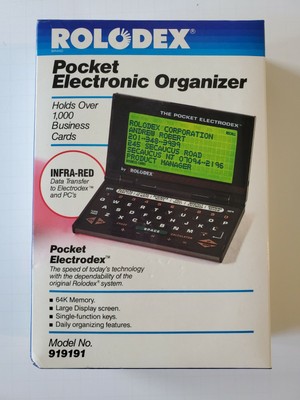 ROLODEX®
Pocket
Electronic Organizer
Holds Over
1,000
Business
Cards
THE POCKET ELECTRODEX™
ROLODEX CORPORATION
ANDREW ROBERT
201-348-3939
245 SECAUCUS ROAD
SECAUCUS NJ 07094-2196
PRODUCT MANAGER
INFRA-RED
Data Transfer
to Electrodex™
and PC's
by ROLODEX
SPACE
Pocket
Electrodex™
The speed of today's technology
with the dependability of the
original Rolodex® system.
▪ 64K Memory.
▪ Large Display screen.
▪ Single-function keys.
▪ Daily organizing features.
Model No.
919191